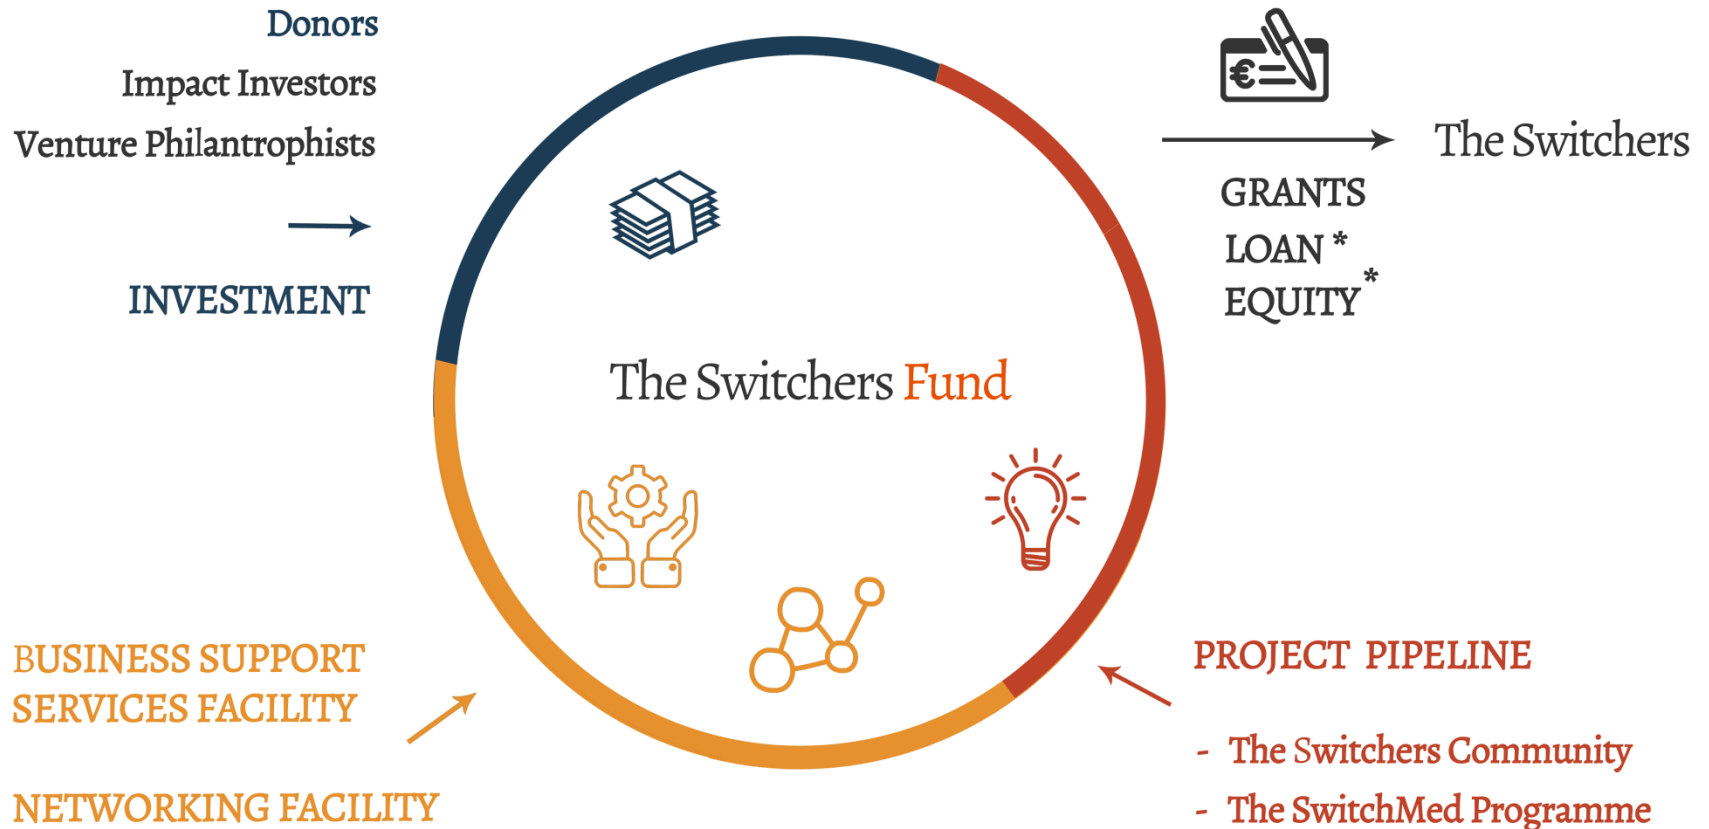 Donors
Impact Investors
Venture Philantrophists
INVESTMENT
€
The Switchers
GRANTS
LOAN *
EQUITY *
The Switchers Fund
BUSINESS SUPPORT
SERVICES FACILITY
NETWORKING FACILITY
PROJECT PIPELINE
- The Switchers Community
- The SwitchMed Programme